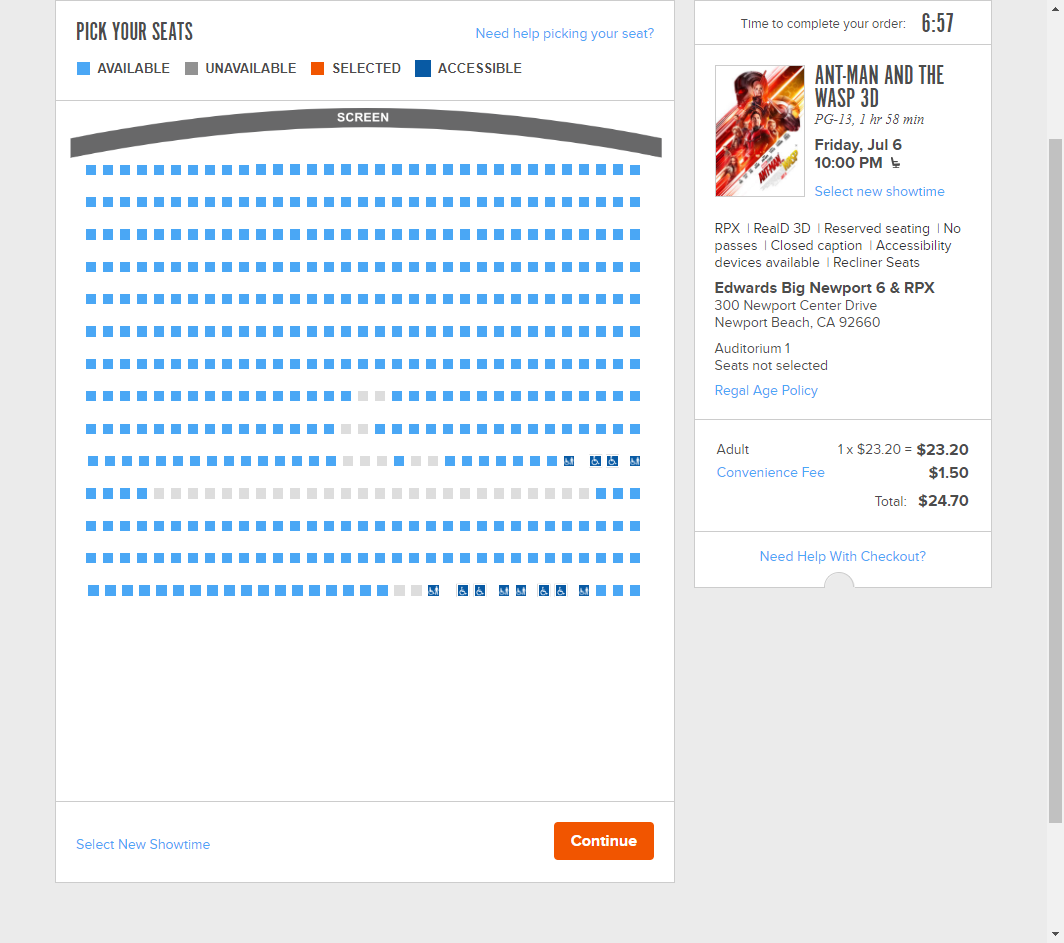 PICK YOUR SEATS
Need help picking your seat?
AVAILABLE UNAVAILABLE SELECTED ACCESSIBLE
SCREEN
Select New Showtime
Continue
Time to complete your order: 6:57
ANT-MAN AND THE
WASP 3D
PG-13, 1 hr 58 min
Friday, Jul 6
10:00 PM
Select new showtime
RPX | RealD 3D | Reserved seating | No
passes | Closed caption | Accessibility
devices available | Recliner Seats
Edwards Big Newport 6 & RPX
300 Newport Center Drive
Newport Beach, CA 92660
Auditorium 1
Seats not selected
Regal Age Policy
Adult 1 x $23.20 = $23.20
Convenience Fee $1.50
Total: $24.70
Need Help With Checkout?